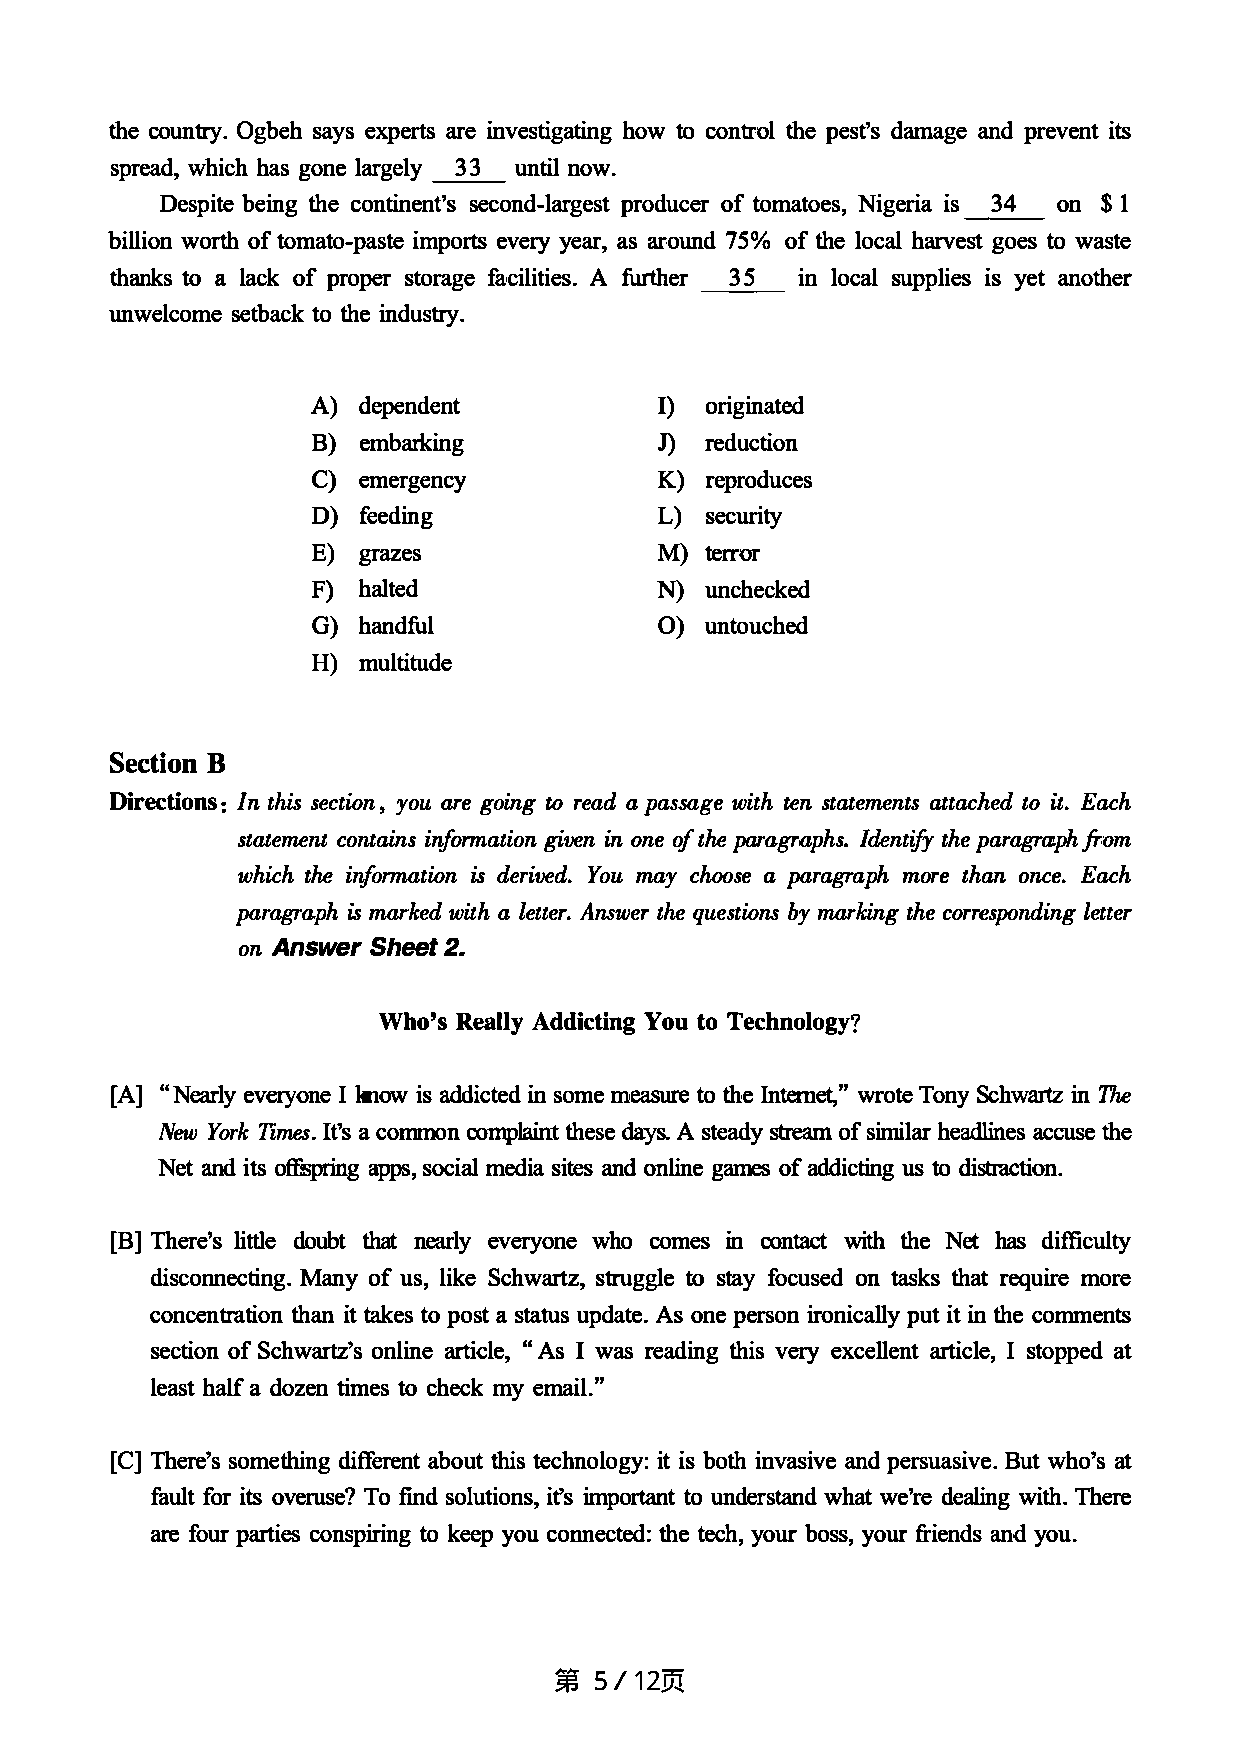 the country. Ogbeh says experts are investigating how to control the pest's damage and prevent its
spread, which has gone largely 33 until now.
Despite being the continent's second-largest producer of tomatoes, Nigeria is 34 on $1
billion worth of tomato-paste imports every year, as around 75% of the local harvest goes to waste
thanks to a lack of proper storage facilities. A further 35 in local supplies is yet another
unwelcome setback to the industry.
A) dependent I) originated
B) embarking J) reduction
C) emergency K) reproduces
D) feeding L) security
E) grazes M) terror
F) halted N) unchecked
G) handful O) untouched
H) multitude
Section B
Directions: In this section, you are going to read a passage with ten statements attached to it. Each
statement contains information given in one of the paragraphs. Identify the paragraph from
which the information is derived. You may choose a paragraph more than once. Each
paragraph is marked with a letter. Answer the questions by marking the corresponding letter
on Answer Sheet 2.
Who's Really Addicting You to Technology?
[A] “Nearly everyone I know is addicted in some measure to the Internet,” wrote Tony Schwartz in The
New York Times. It's a common complaint these days. A steady stream of similar headlines accuse the
Net and its offspring apps, social media sites and online games of addicting us to distraction.
[B] There's little doubt that nearly everyone who comes in contact with the Net has difficulty
disconnecting. Many of us, like Schwartz, struggle to stay focused on tasks that require more
concentration than it takes to post a status update. As one person ironically put it in the comments
section of Schwartz's online article, “As I was reading this very excellent article, I stopped at
least half a dozen times to check my email.”
[C] There's something different about this technology: it is both invasive and persuasive. But who's at
fault for its overuse? To find solutions, it's important to understand what we're dealing with. There
are four parties conspiring to keep you connected: the tech, your boss, your friends and you.
第 5 / 12页